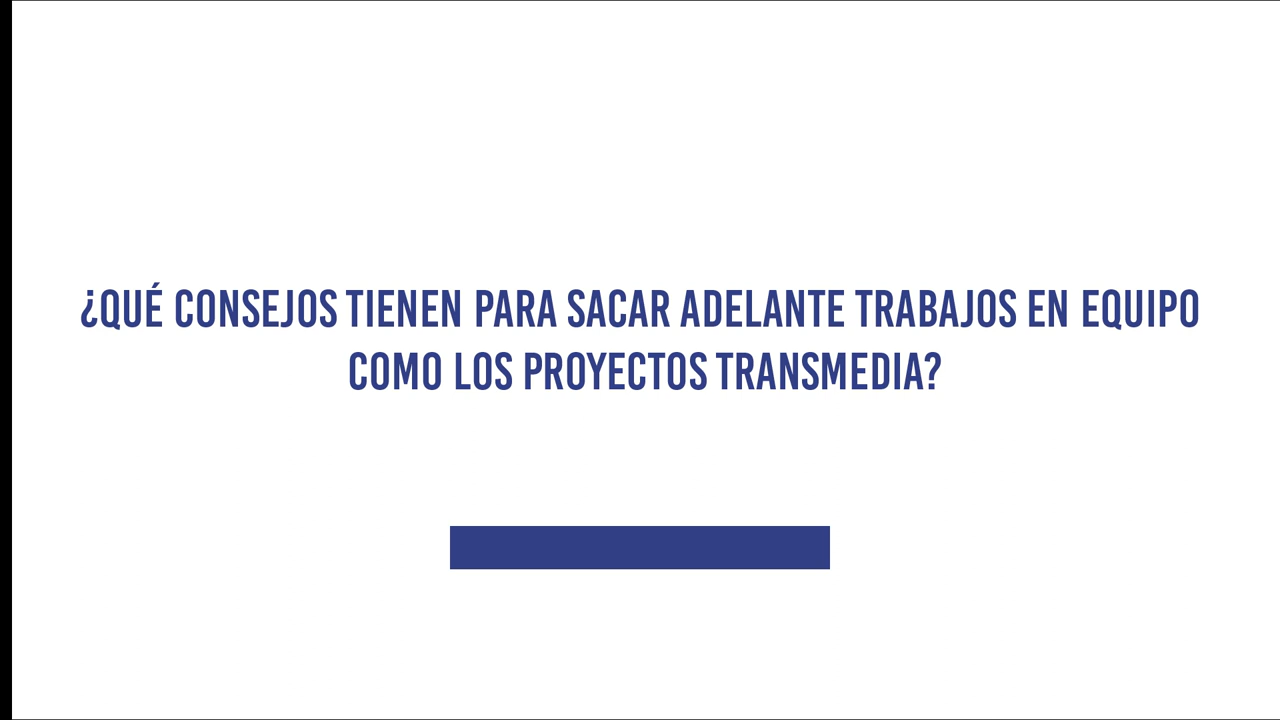 ¿QUÉ CONSEJOS TIENEN PARA SACAR ADELANTE TRABAJOS EN EQUIPO
COMO LOS PROYECTOS TRANSMEDIA?